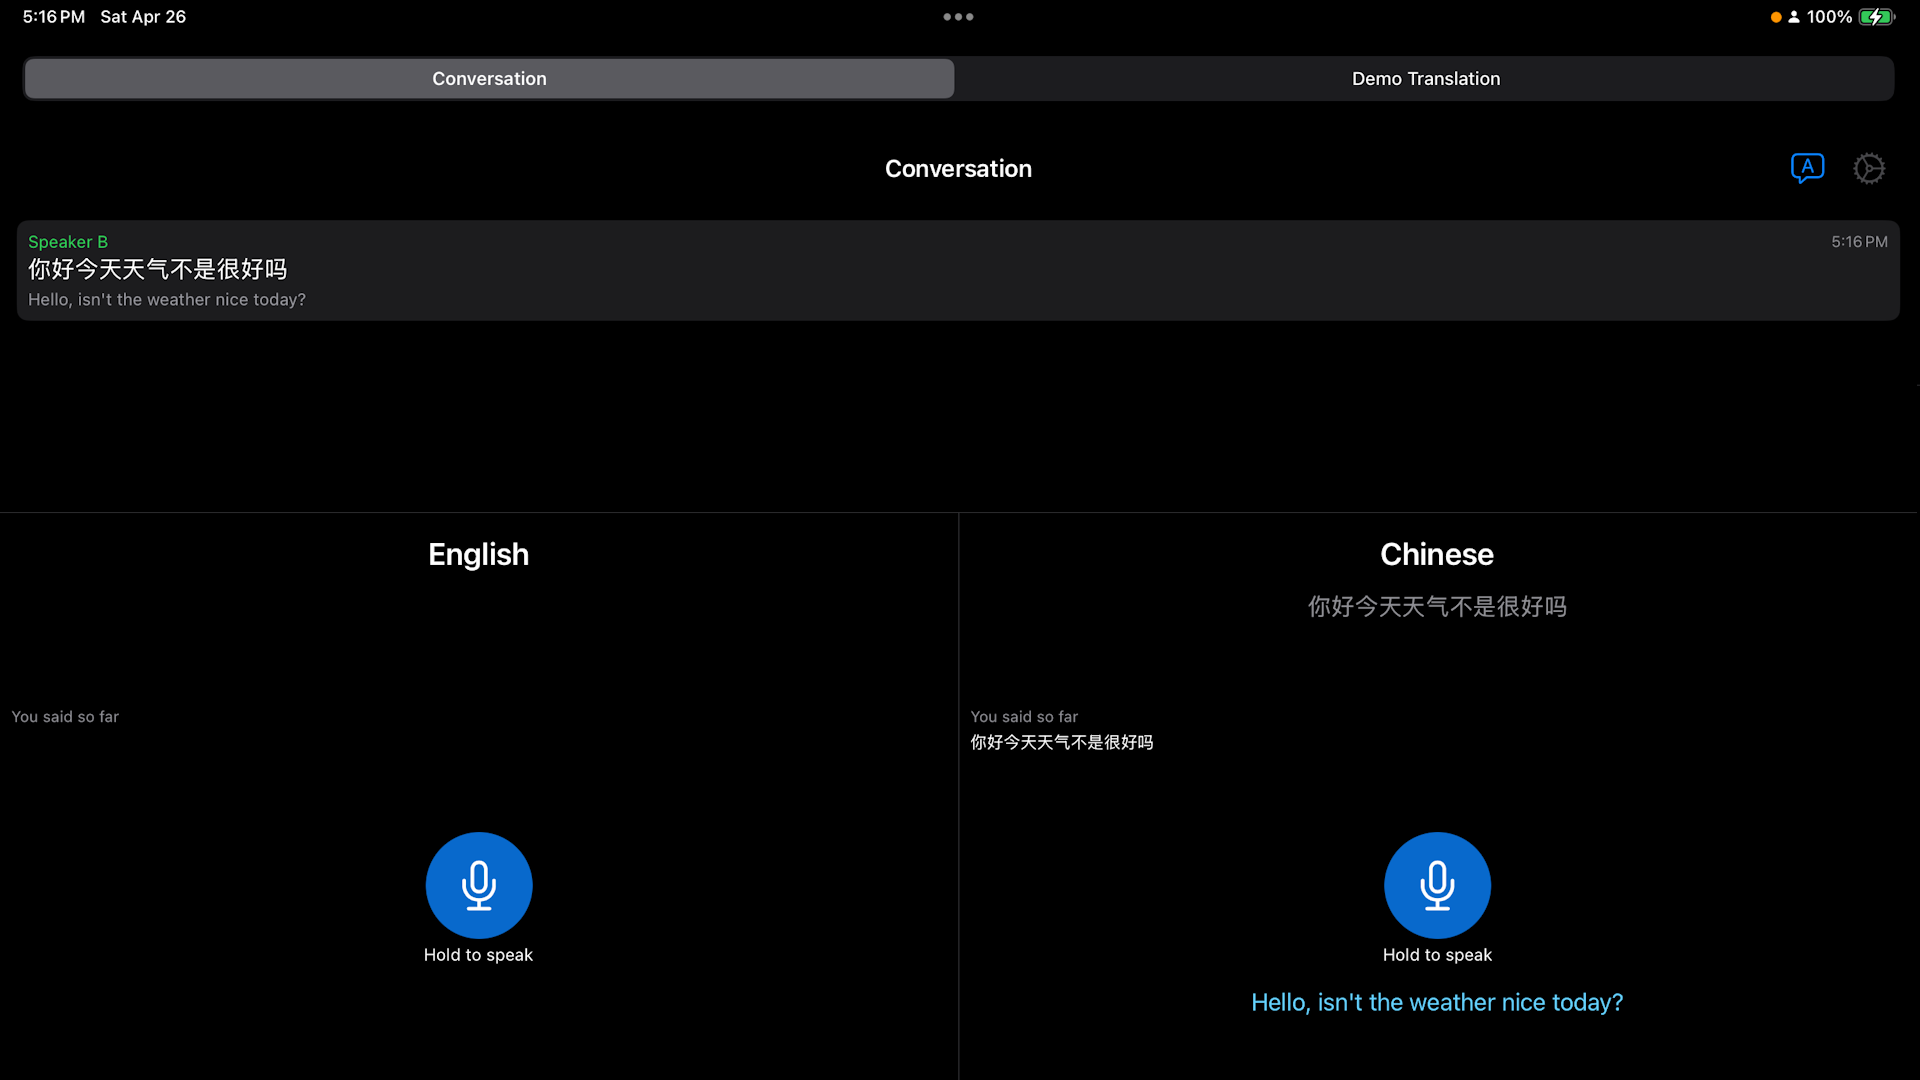 5:16 PM Sat Apr 26
100%
Conversation
Demo Translation
Conversation
A
Speaker B
5:16 PM
你好今天天气不是很好吗
Hello, isn't the weather nice today?
English
Chinese
你好今天天气不是很好吗
You said so far
You said so far
你好今天天气不是很好吗
Hold to speak
Hold to speak
Hello, isn't the weather nice today?